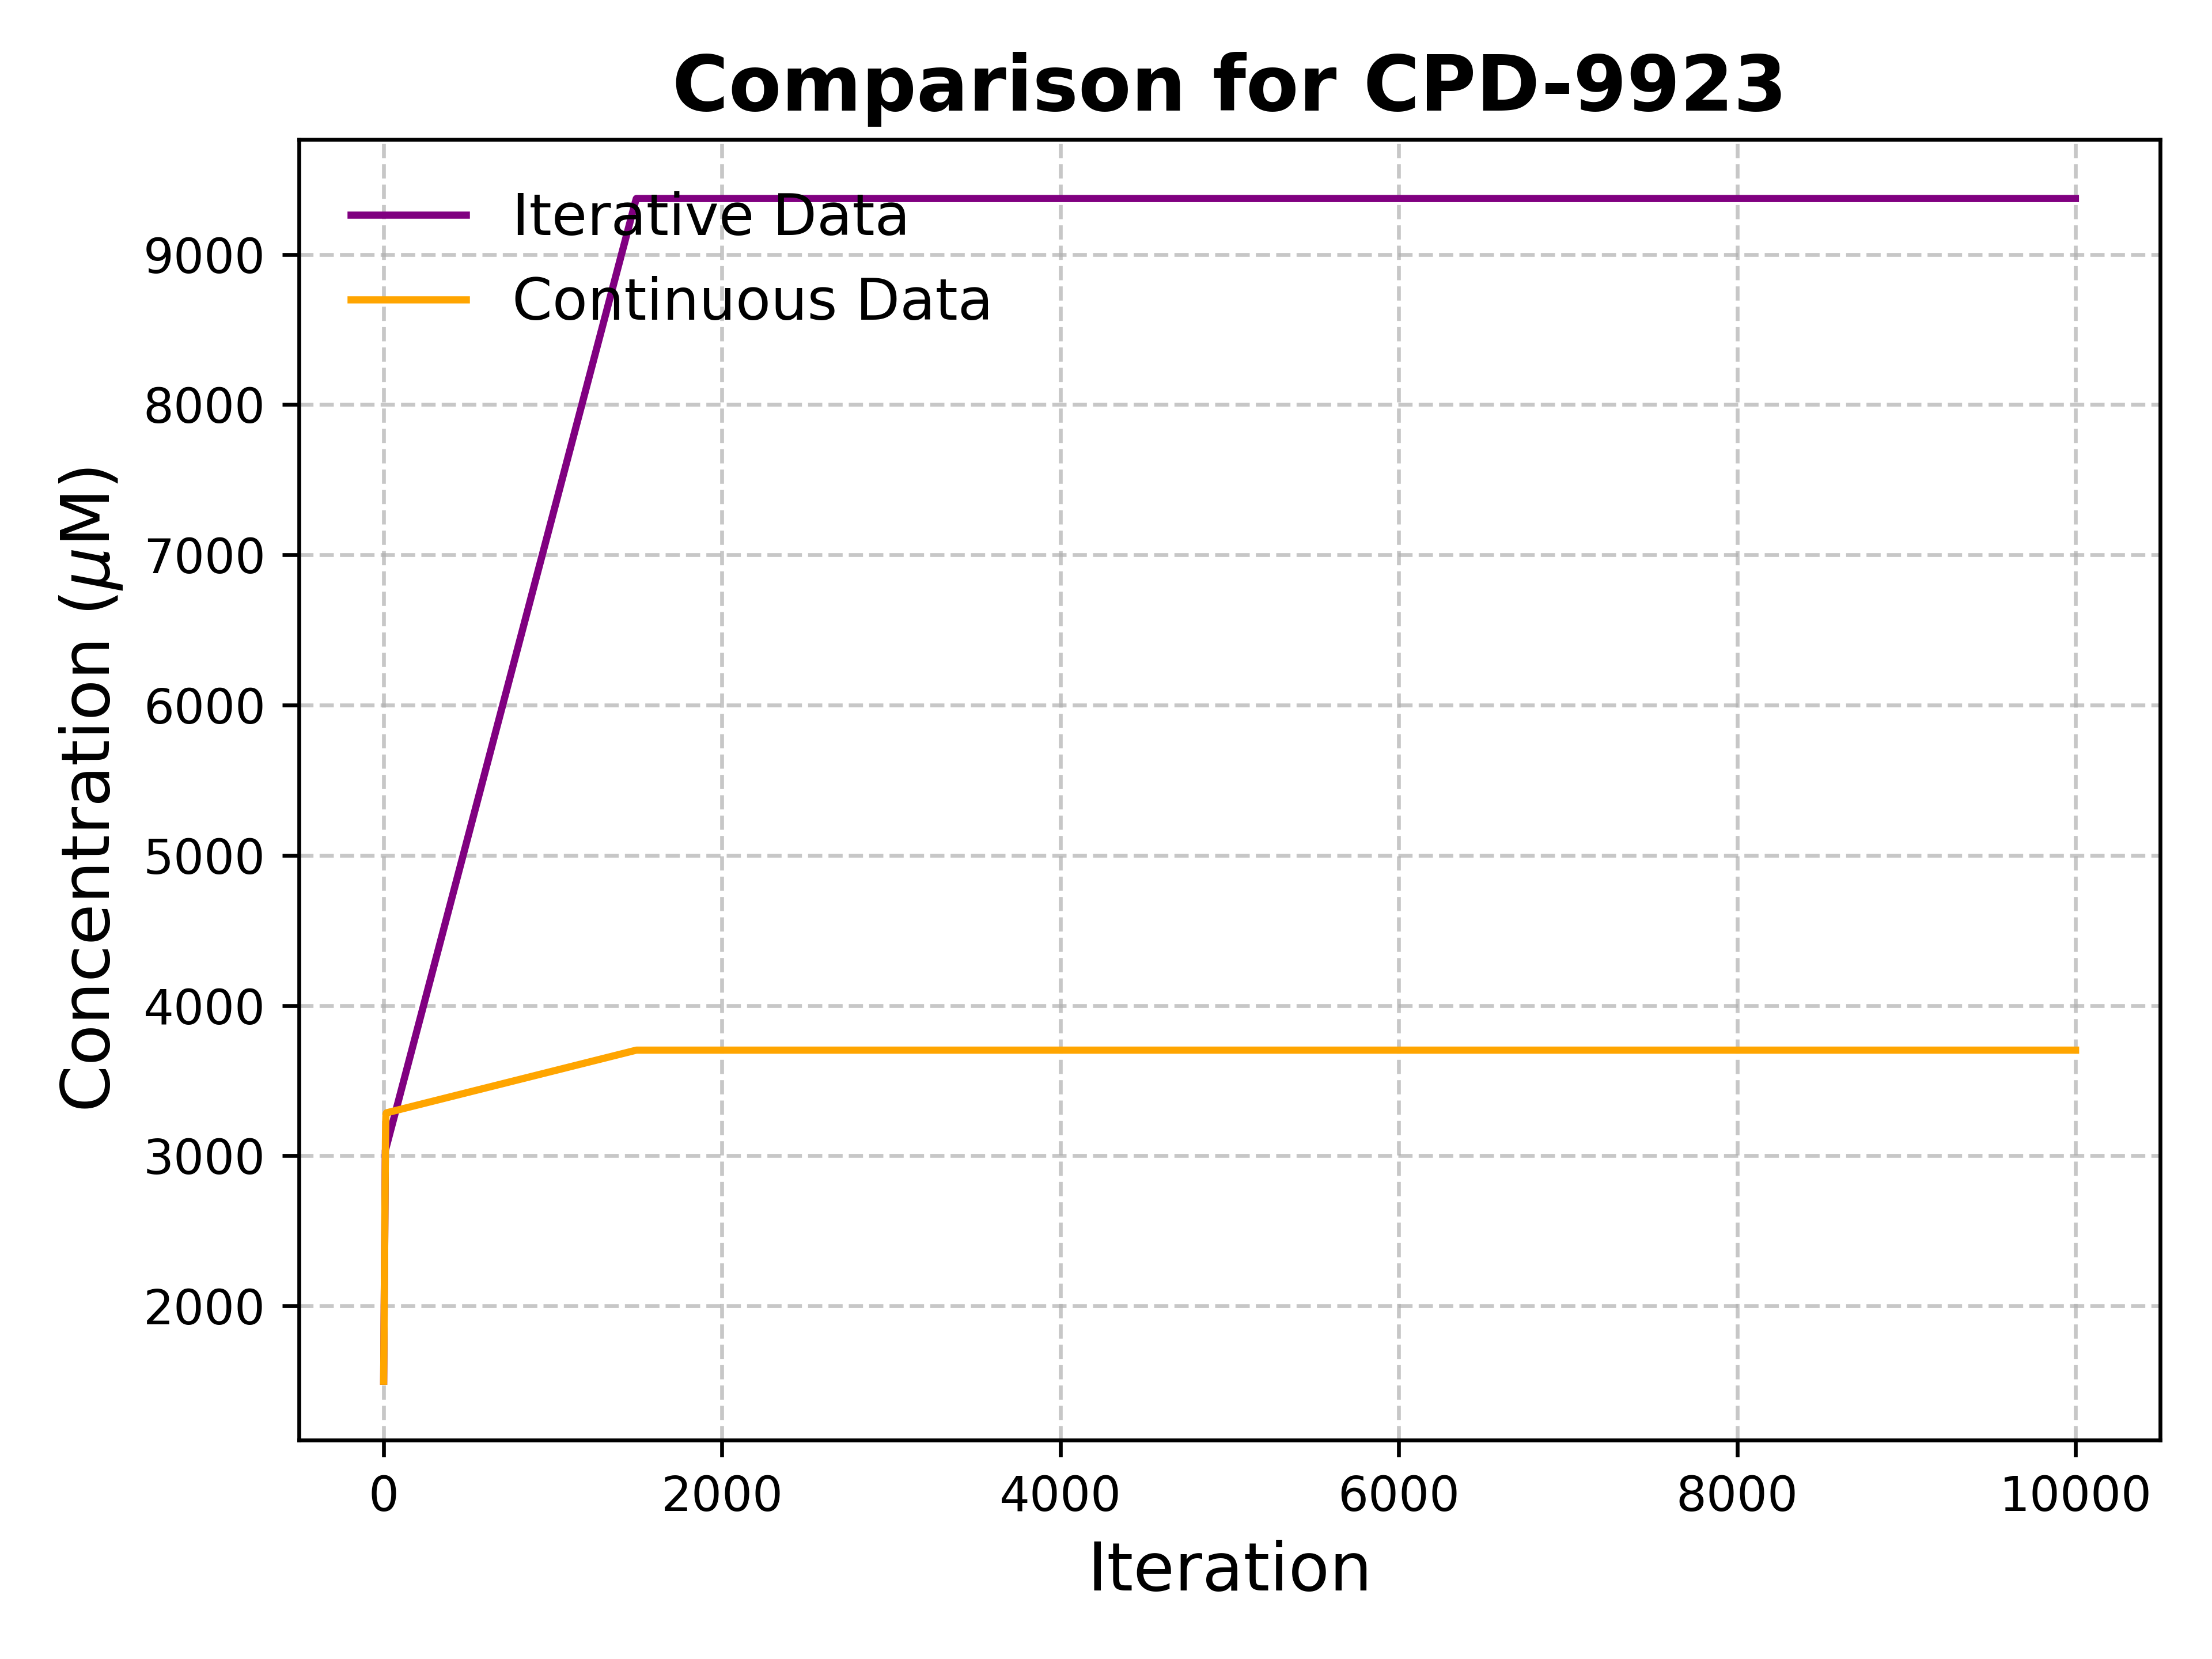 Comparison for CPD-9923
Iterative Data
Continuous Data
Concentration (μM)
9000
8000
7000
6000
5000
4000
3000
2000
0
2000
4000
6000
8000
10000
Iteration